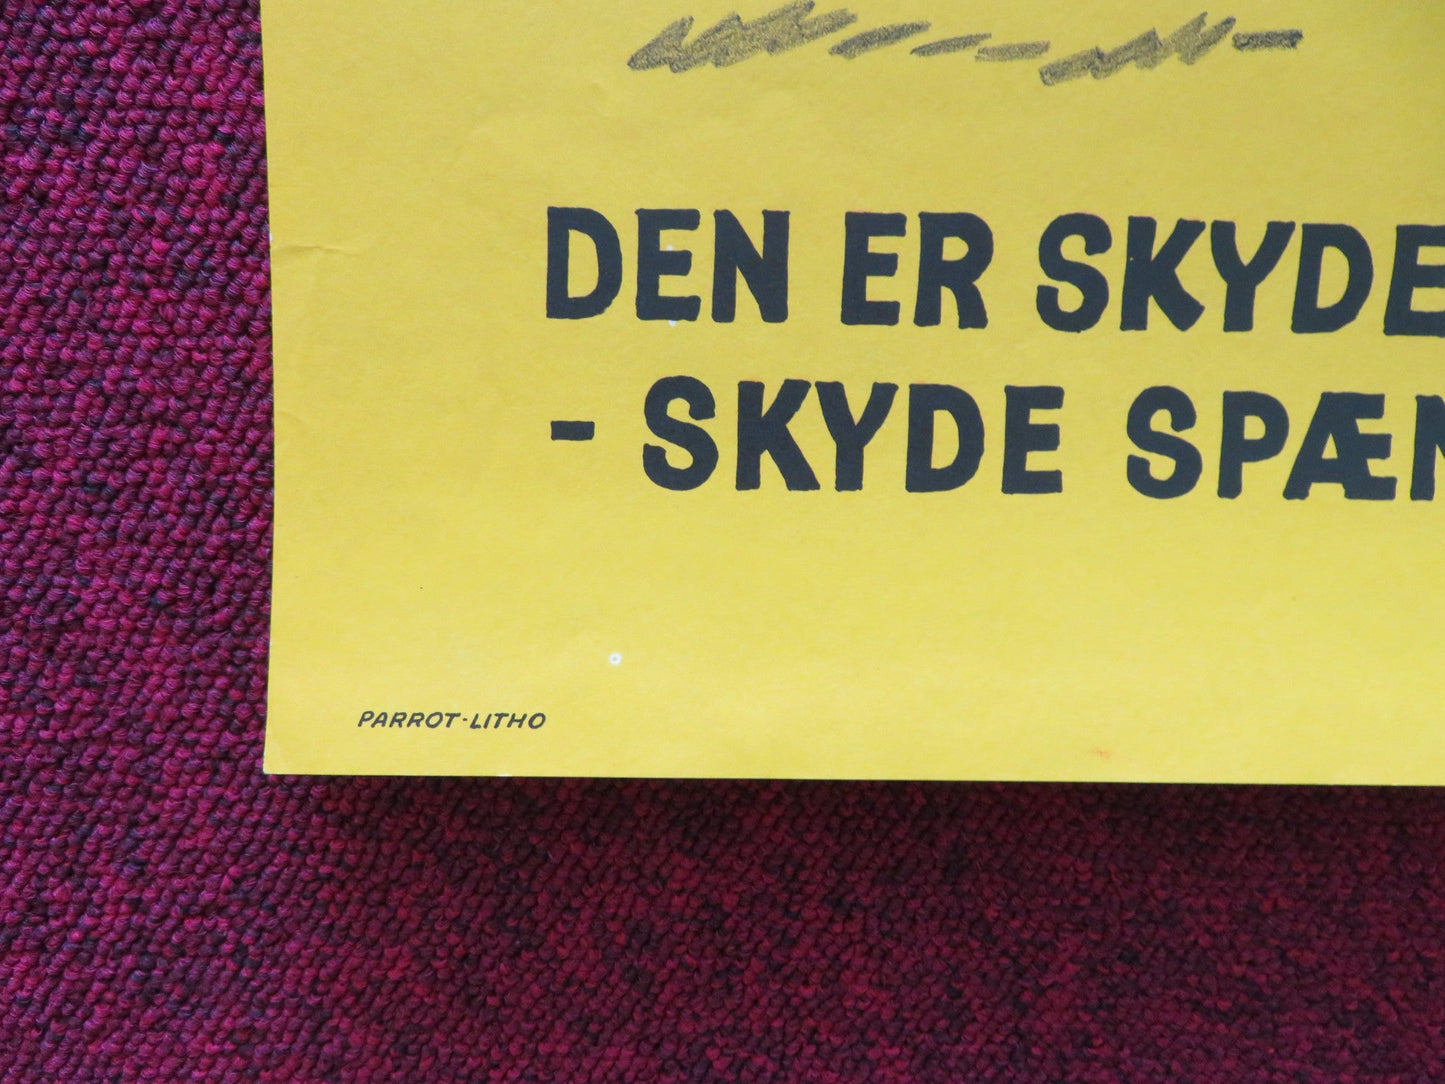 DEN ER SKYDE
- SKYDE SPÆN
PARROT-LITHO